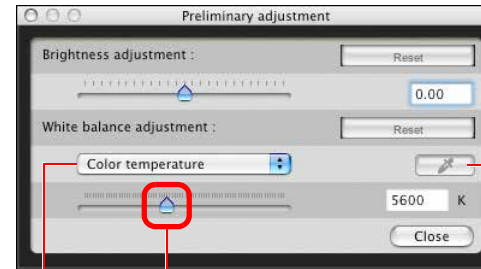 Preliminary adjustment
Brightness adjustment : Reset
0.00
White balance adjustment : Reset
Color temperature
5600 K
Close